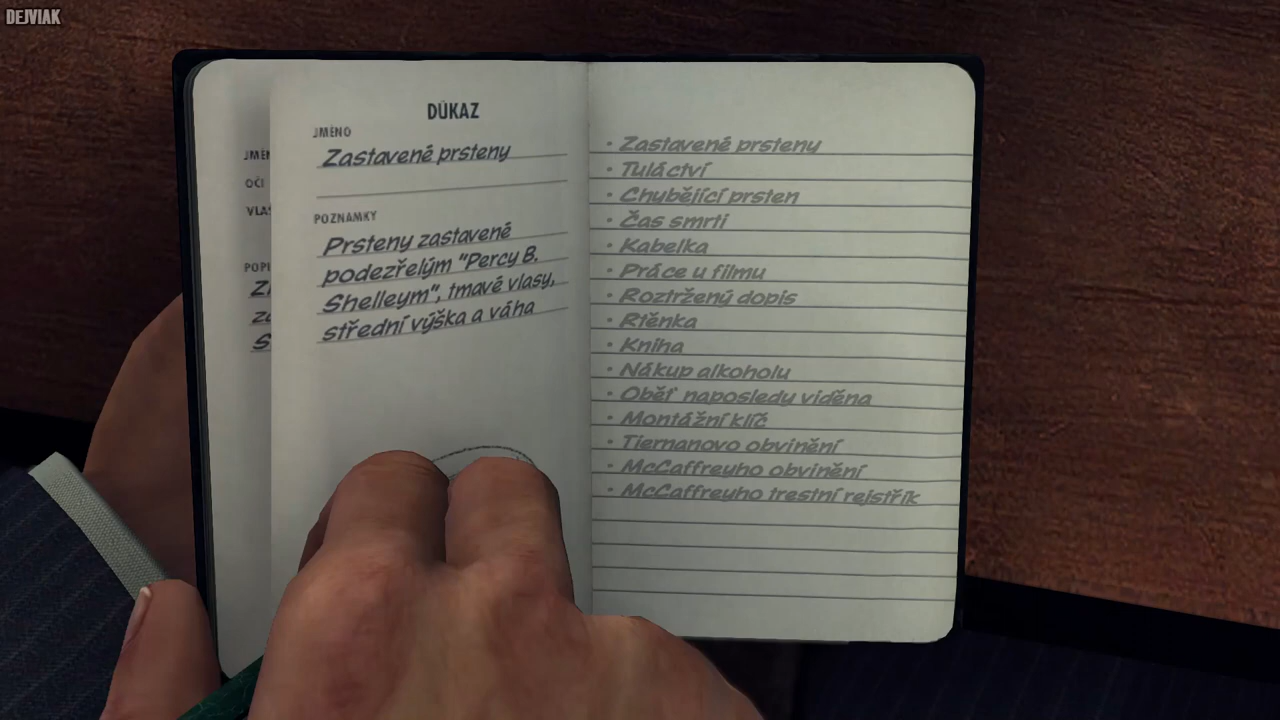 DEJVIAK
DŮKAZ
JMÉNO
Zastavené prsteny
POZNÁMKY
Prsteny zastavené
podezřelým "Percy B.
Shelleym", tmavé vlasy,
střední výška a váha
OČI
• Zastavené prsteny
• Tuláctví
• Chubějící prsten
• Čas smrti
• Kabelka
• Práce u filmu
• Roztržený dopis
• Rtěnka
• Kniha
• Nákup alkoholu
• Oběť naposledy viděna
• Montážní klíč
• Tiernanovo obvinění
• McCaffreyho obvinění
• McCaffreyho trestní rejstřík